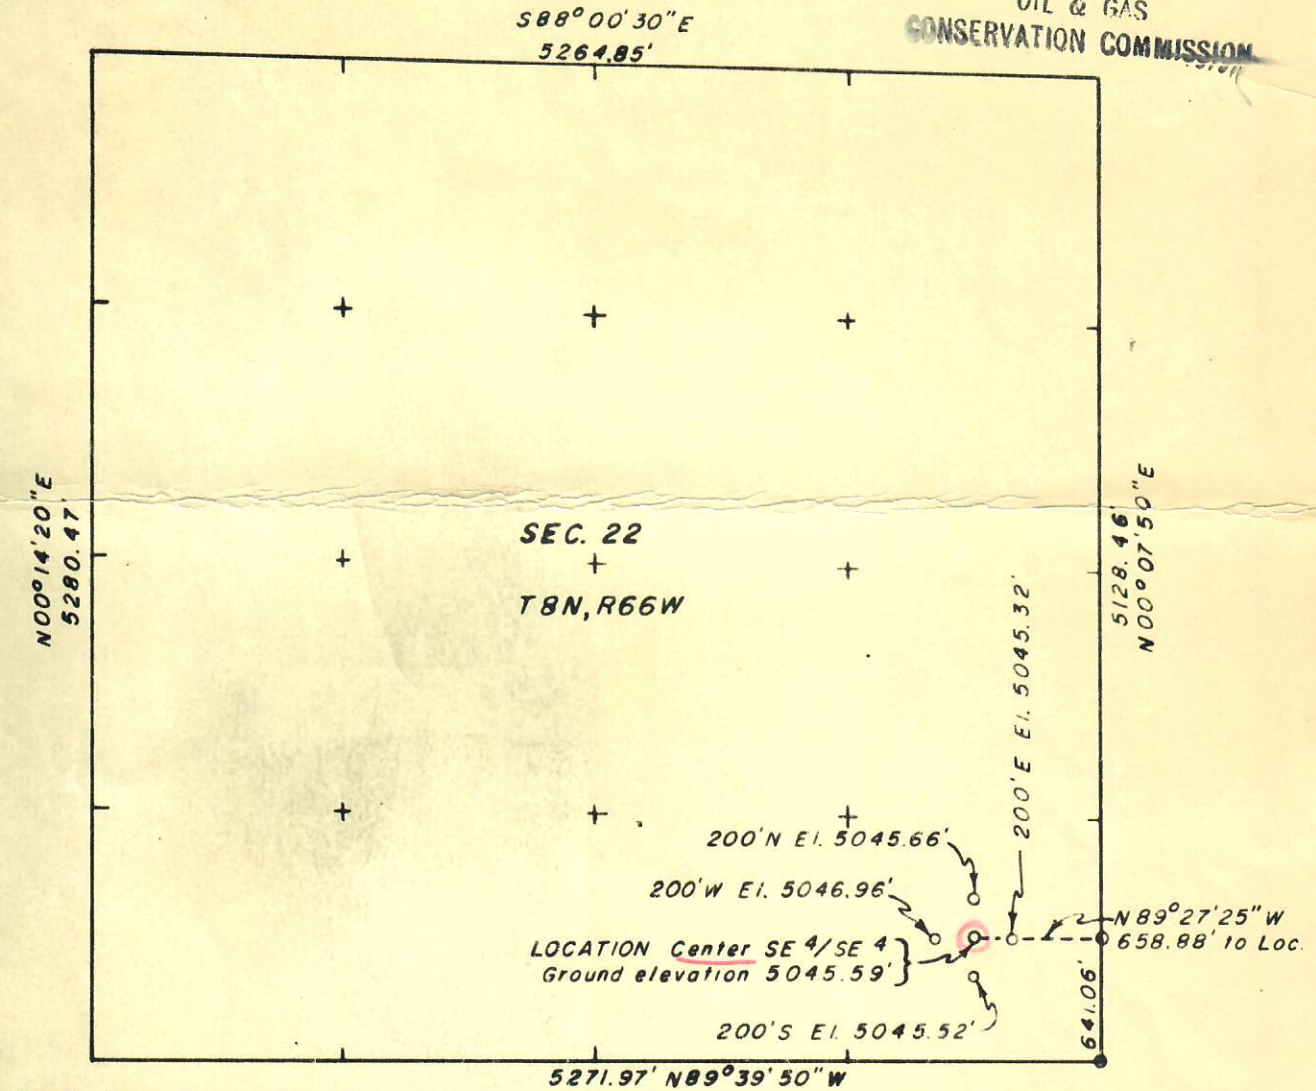 OIL & GAS
CONSERVATION COMMISSION
S88°00'30"E
5264.85'
N00°14'20"E
5280.47'
SEC. 22
T8N, R66W
5128.46'
N00°07'50"E
200'E El. 5045.32'
200'N El. 5045.66'
200'W El. 5046.96'
LOCATION Center SE 4/SE 4
Ground elevation 5045.59'
N89°27'25"W
658.88' to Loc.
200'S El. 5045.52'
641.06'
5271.97' N89°39'50"W